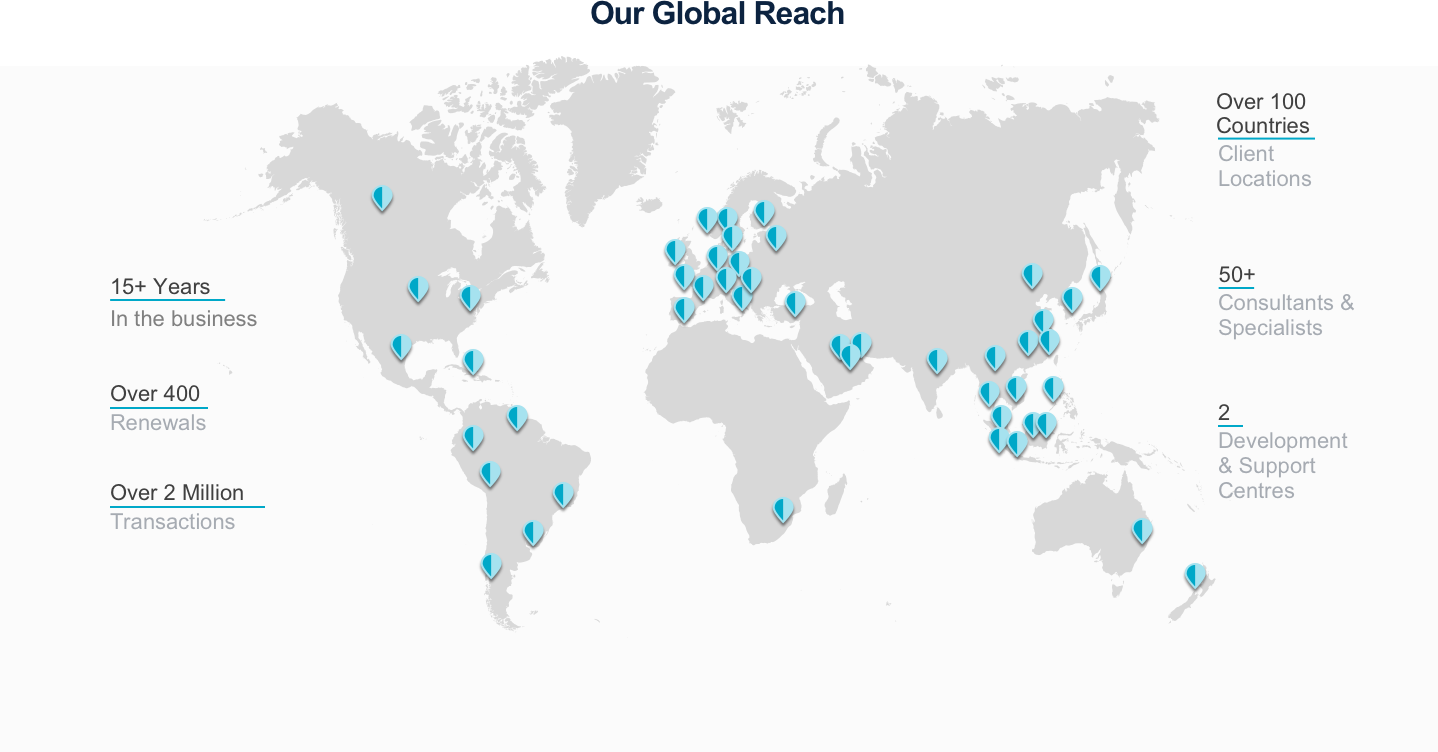 Our Global Reach
15+ Years
In the business
Over 400
Renewals
Over 2 Million
Transactions
Over 100
Countries
Client
Locations
50+
Consultants &
Specialists
2
Development
& Support
Centres